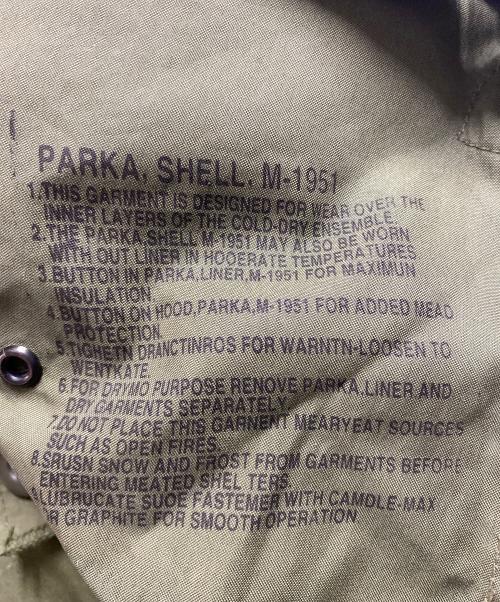 PARKA, SHELL. M-1951
1.THIS GARMENT IS DESIGNED FOR WEAR OVER THE
INNER LAYERS OF THE COLD-DRY ENSEMBLE.
2.THE PARKA,SHELL M-1951 MAY ALSO BE WORN
WITH OUT LINER IN HOOERATE TEMPERATURES
3.BUTTON IN PARKA,LINER,M-1951 FOR MAXIMUN
INSULATION
4.BUTTON ON HOOD,PARKA,M-1951 FOR ADDED MEAD
PROTECTION
5.TIGHETN DRANCTINROS FOR WARNTN-LOOSEN TO
WENTKATE
6.FOR DRYMO PURPOSE RENOVE PARKA.LINER AND
DRY GARMENTS SEPARATELY
7.DO NOT PLACE THIS GARNENT MEARYEAT SOURCES
SUCH AS OPEN FIRES.
8.SRUSN SNOW AND FROST FROM GARMENTS BEFORE
ENTERING MEATED SHEL TERS.
LUBRUCATE SUOE FASTEMER WITH CAMDLE-MAX
OR GRAPHITE FOR SMOOTH OPERATION